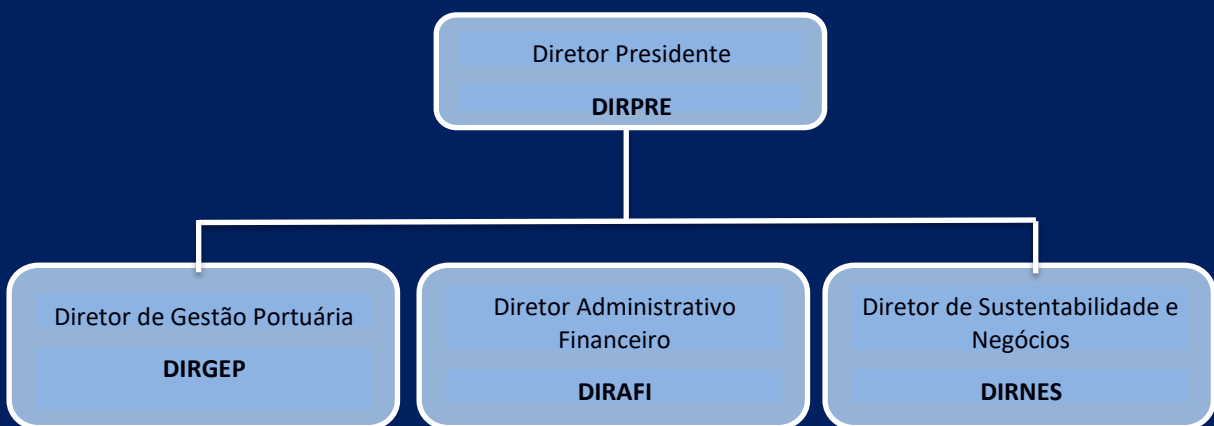 Diretor Presidente
DIRPRE
Diretor de Gestão Portuária
DIRGEP
Diretor Administrativo
Financeiro
DIRAFI
Diretor de Sustentabilidade e
Negócios
DIRNES